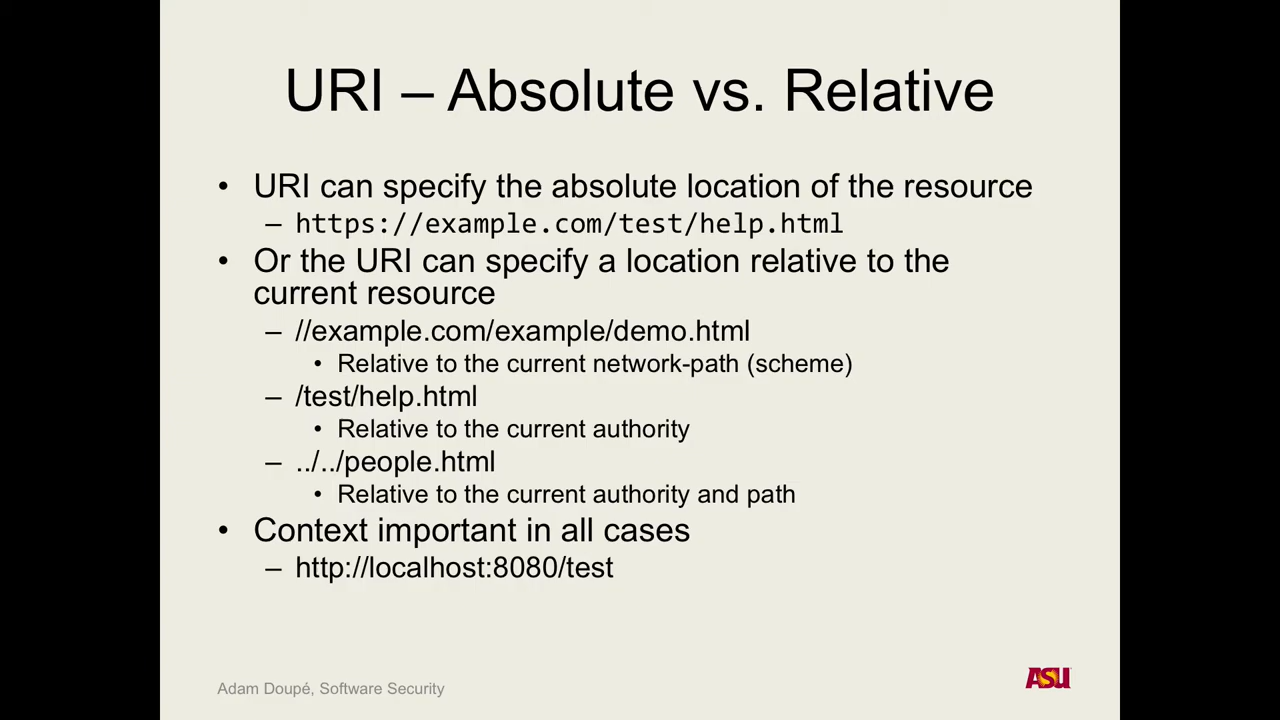 URI – Absolute vs. Relative
• URI can specify the absolute location of the resource
– https://example.com/test/help.html
• Or the URI can specify a location relative to the
current resource
– //example.com/example/demo.html
• Relative to the current network-path (scheme)
– /test/help.html
• Relative to the current authority
– ../../people.html
• Relative to the current authority and path
• Context important in all cases
– http://localhost:8080/test
Adam Doupé, Software Security
ASU